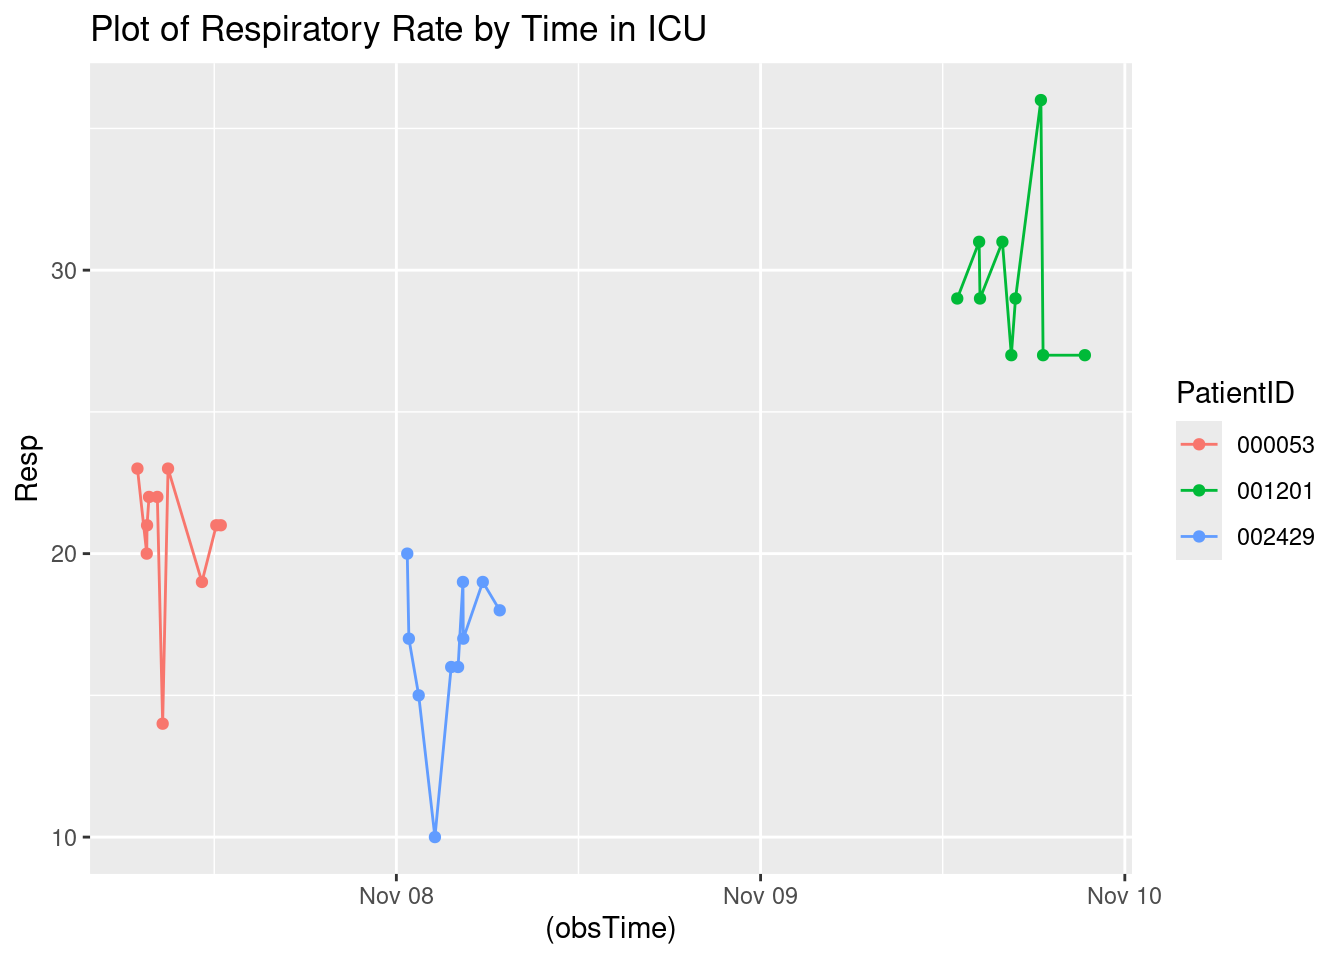 Plot of Respiratory Rate by Time in ICU
Resp
30
20
10
Nov 08
Nov 09
Nov 10
(obsTime)
PatientID
000053
001201
002429